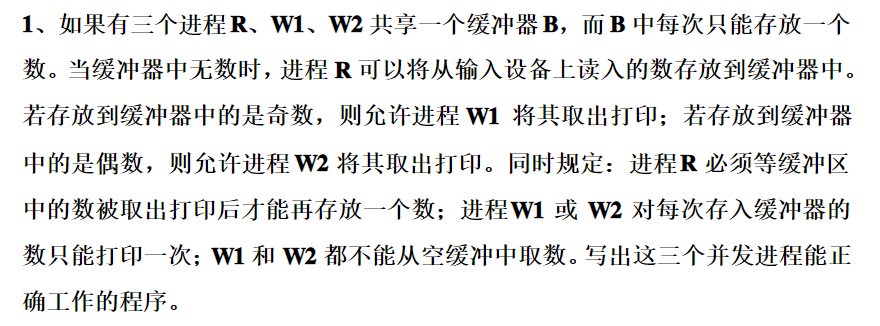 1、如果有三个进程 R、W1、W2 共享一个缓冲器 B，而 B 中每次只能存放一个
数。当缓冲器中无数时，进程 R 可以将从输入设备上读入的数存放到缓冲器中。
若存放到缓冲器中的是奇数，则允许进程 W1 将其取出打印；若存放到缓冲器
中的是偶数，则允许进程 W2 将其取出打印。同时规定：进程 R 必须等缓冲区
中的数被取出打印后才能再存放一个数；进程 W1 或 W2 对每次存入缓冲器的
数只能打印一次；W1 和 W2 都不能从空缓冲中取数。写出这三个并发进程能正
确工作的程序。